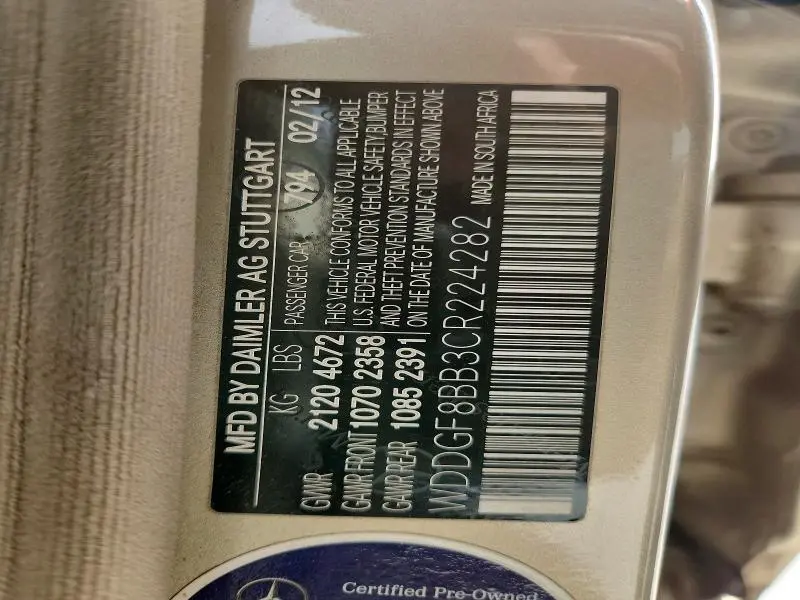 MFD BY DAIMLER AG STUTTGART
KG LBS PASSENGER CAR 794 02/12
GVWR 2120 4672
GAWR FRONT 1070 2358
GAWR REAR 1085 2391
THIS VEHICLE CONFORMS TO ALL APPLICABLE
U.S. FEDERAL MOTOR VEHICLE SAFETY,BUMPER
AND THEFT PREVENTION STANDARDS IN EFFECT
ON THE DATE OF MANUFACTURE SHOWN ABOVE
WDDGF8BB3CR224282 MADE IN SOUTH AFRICA
Certified Pre-Owned